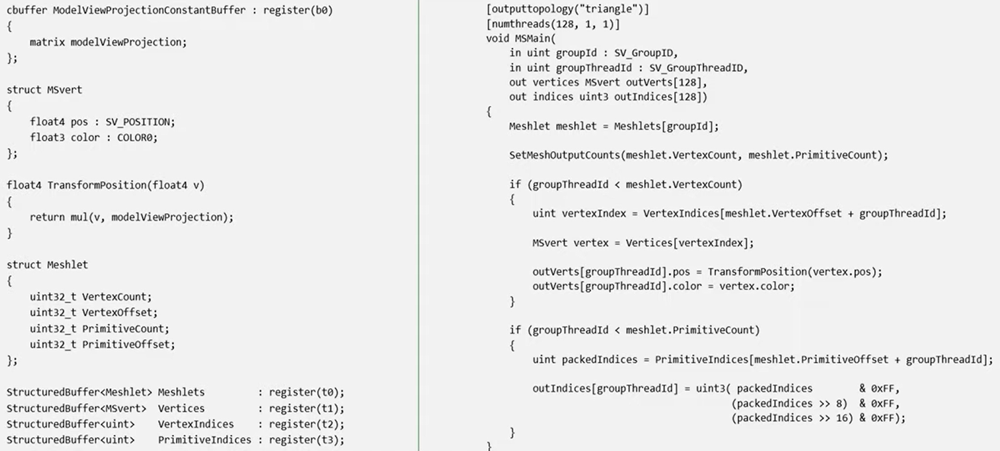 cbuffer ModelViewProjectionConstantBuffer : register(b0)
{
    matrix modelViewProjection;
};

struct MSvert
{
    float4 pos : SV_POSITION;
    float3 color : COLOR0;
};

float4 TransformPosition(float4 v)
{
    return mul(v, modelViewProjection);
}

struct Meshlet
{
    uint32_t VertexCount;
    uint32_t VertexOffset;
    uint32_t PrimitiveCount;
    uint32_t PrimitiveOffset;
};

StructuredBuffer<Meshlet> Meshlets         : register(t0);
StructuredBuffer<MSvert>  Vertices         : register(t1);
StructuredBuffer<uint>    VertexIndices    : register(t2);
StructuredBuffer<uint>    PrimitiveIndices : register(t3);

[outputtopology("triangle")]
[numthreads(128, 1, 1)]
void MSMain(
    in uint groupId : SV_GroupID,
    in uint groupThreadId : SV_GroupThreadID,
    out vertices MSvert outVerts[128],
    out indices uint3 outIndices[128])
{
    Meshlet meshlet = Meshlets[groupId];

    SetMeshOutputCounts(meshlet.VertexCount, meshlet.PrimitiveCount);

    if (groupThreadId < meshlet.VertexCount)
    {
        uint vertexIndex = VertexIndices[meshlet.VertexOffset + groupThreadId];

        MSvert vertex = Vertices[vertexIndex];

        outVerts[groupThreadId].pos = TransformPosition(vertex.pos);
        outVerts[groupThreadId].color = vertex.color;
    }

    if (groupThreadId < meshlet.PrimitiveCount)
    {
        uint packedIndices = PrimitiveIndices[meshlet.PrimitiveOffset + groupThreadId];

        outIndices[groupThreadId] = uint3( packedIndices        & 0xFF,
                                          (packedIndices >> 8)  & 0xFF,
                                          (packedIndices >> 16) & 0xFF);
    }
}